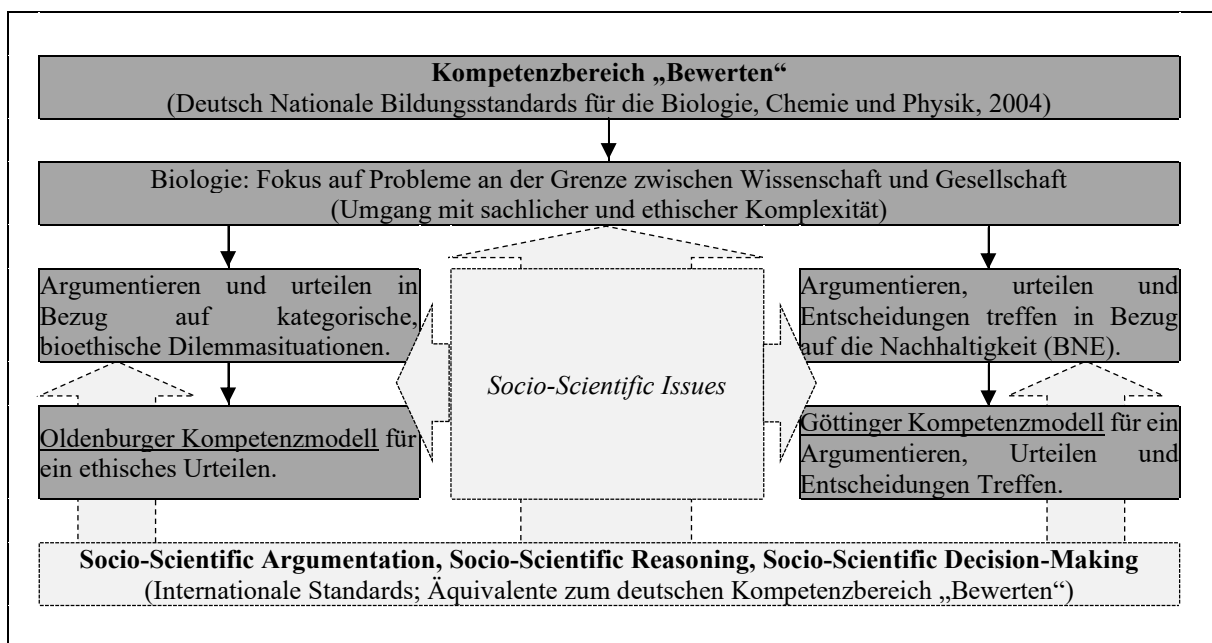 Kompetenzbereich „Bewerten“
(Deutsch Nationale Bildungsstandards für die Biologie, Chemie und Physik, 2004)
Biologie: Fokus auf Probleme an der Grenze zwischen Wissenschaft und Gesellschaft
(Umgang mit sachlicher und ethischer Komplexität)
Argumentieren und urteilen in
Bezug auf kategorische,
bioethische Dilemmasituationen.
Socio-Scientific Issues
Argumentieren, urteilen und
Entscheidungen treffen in Bezug
auf die Nachhaltigkeit (BNE).
Oldenburger Kompetenzmodell für
ein ethisches Urteilen.
Göttinger Kompetenzmodell für ein
Argumentieren, Urteilen und
Entscheidungen Treffen.
Socio-Scientific Argumentation, Socio-Scientific Reasoning, Socio-Scientific Decision-Making
(Internationale Standards; Äquivalente zum deutschen Kompetenzbereich „Bewerten“)